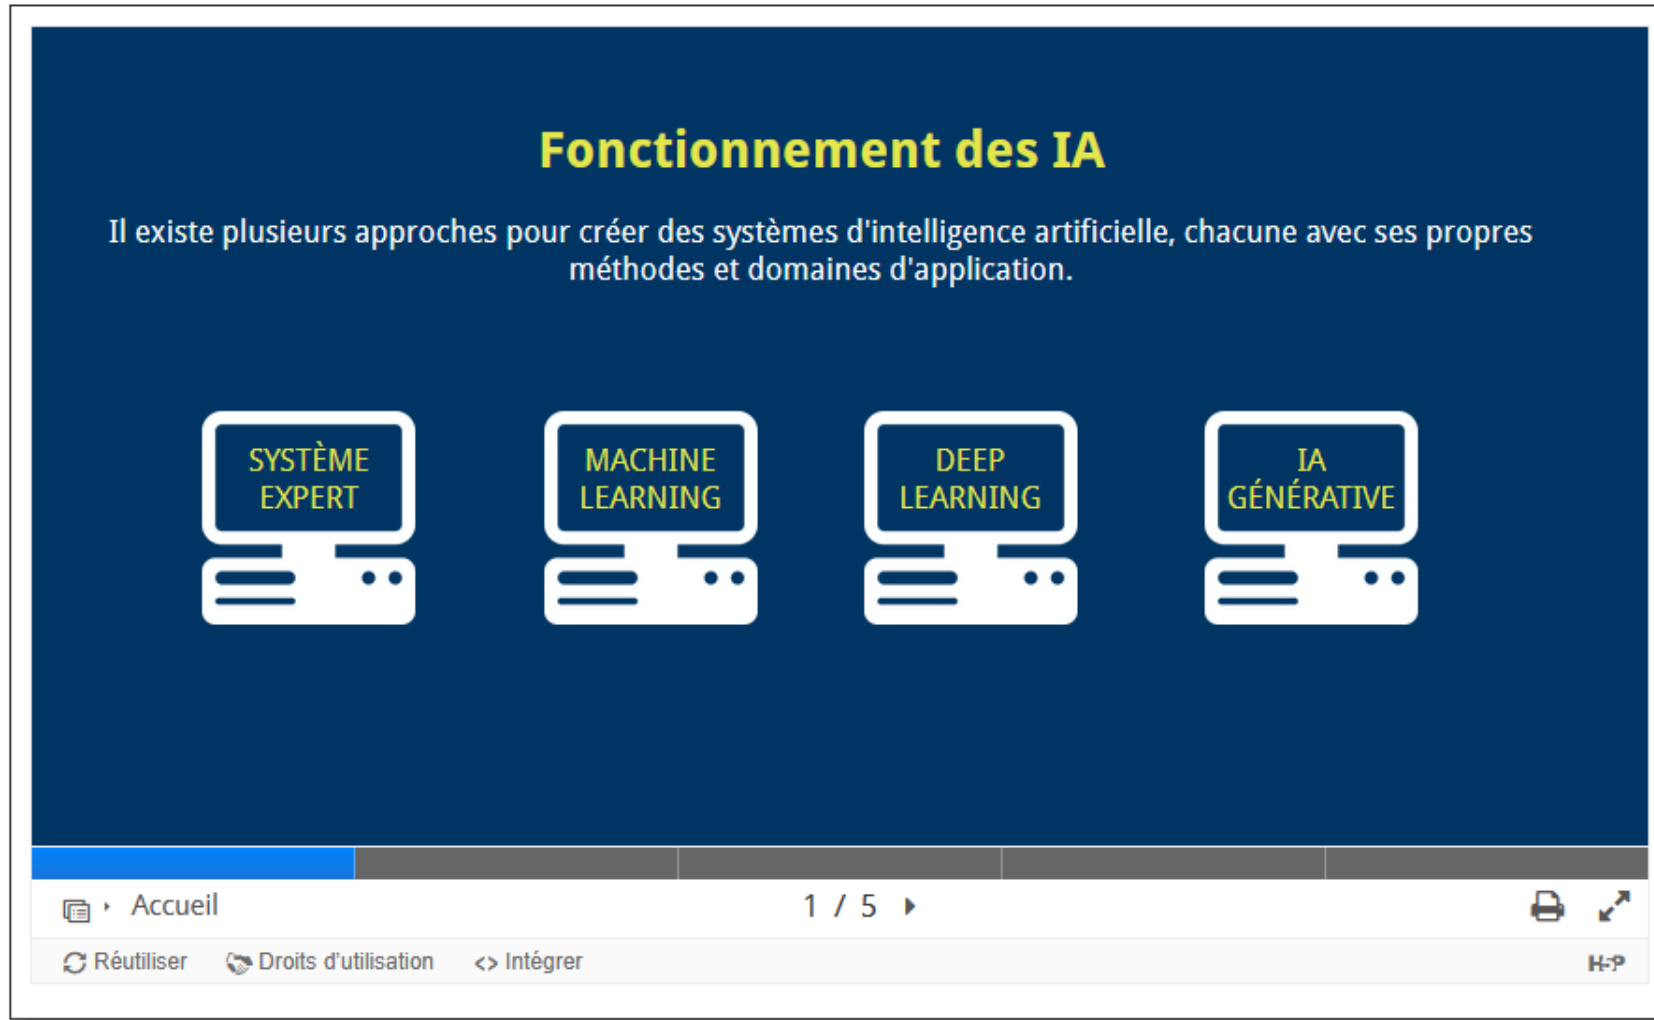 Fonctionnement des IA
Il existe plusieurs approches pour créer des systèmes d'intelligence artificielle, chacune avec ses propres
méthodes et domaines d'application.
SYSTÈME
EXPERT
MACHINE
LEARNING
DEEP
LEARNING
IA
GÉNÉRATIVE
Accueil
1 / 5
Réutiliser
Droits d’utilisation
<> Intégrer
H5P